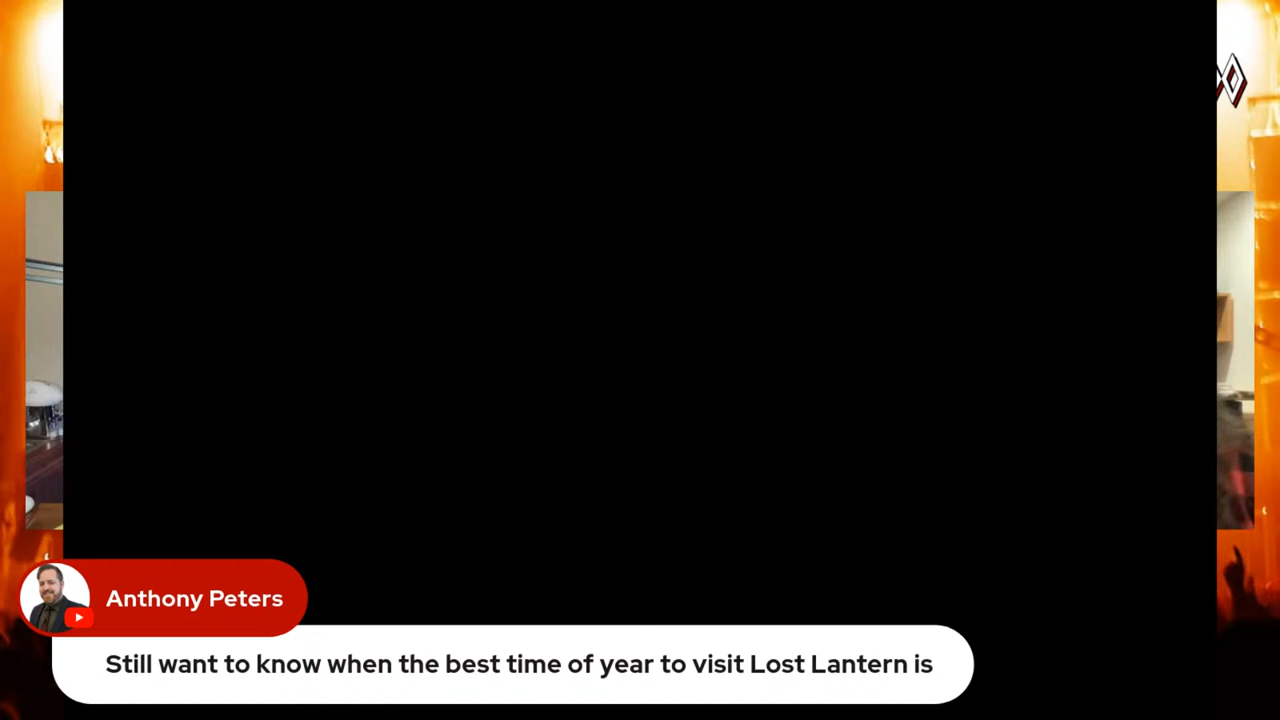 Anthony Peters
Still want to know when the best time of year to visit Lost Lantern is